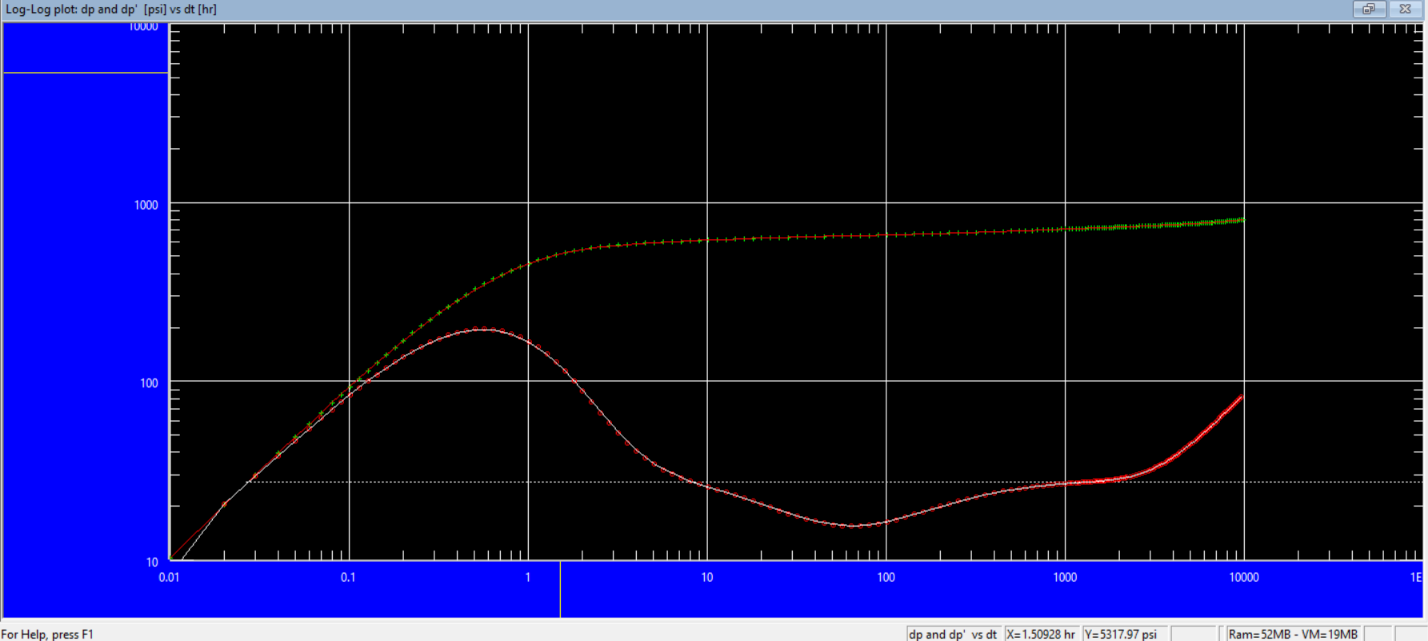 Log-Log plot: dp and dp' [psi] vs dt [hr]
10000
1000
100
10
0.01 0.1 1 10 100 1000 10000 1E
For Help, press F1 dp and dp' vs dt X=1.50928 hr Y=5317.97 psi Ram=52MB - VM=19MB